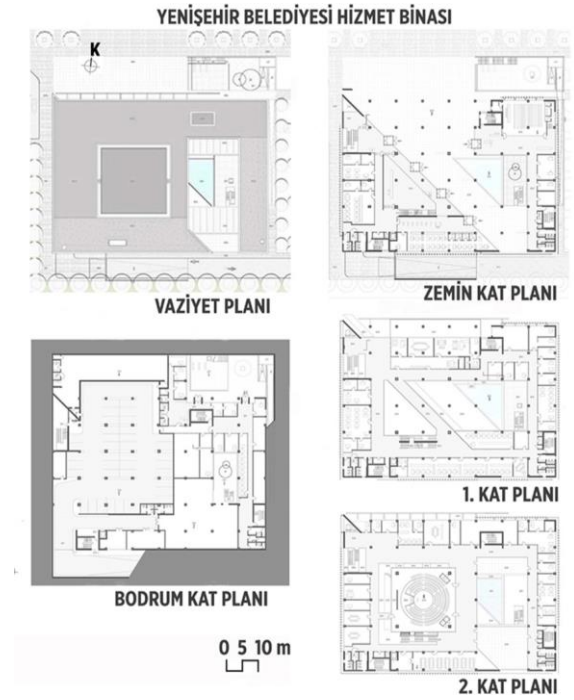 YENİŞEHİR BELEDİYESİ HİZMET BİNASI
K
VAZİYET PLANI
ZEMİN KAT PLANI
1. KAT PLANI
BODRUM KAT PLANI
0 5 10 m
2. KAT PLANI